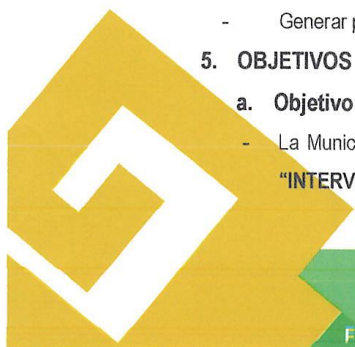 - Generar p
5. OBJETIVOS
a. Objetivo
- La Munic
"INTERV
F